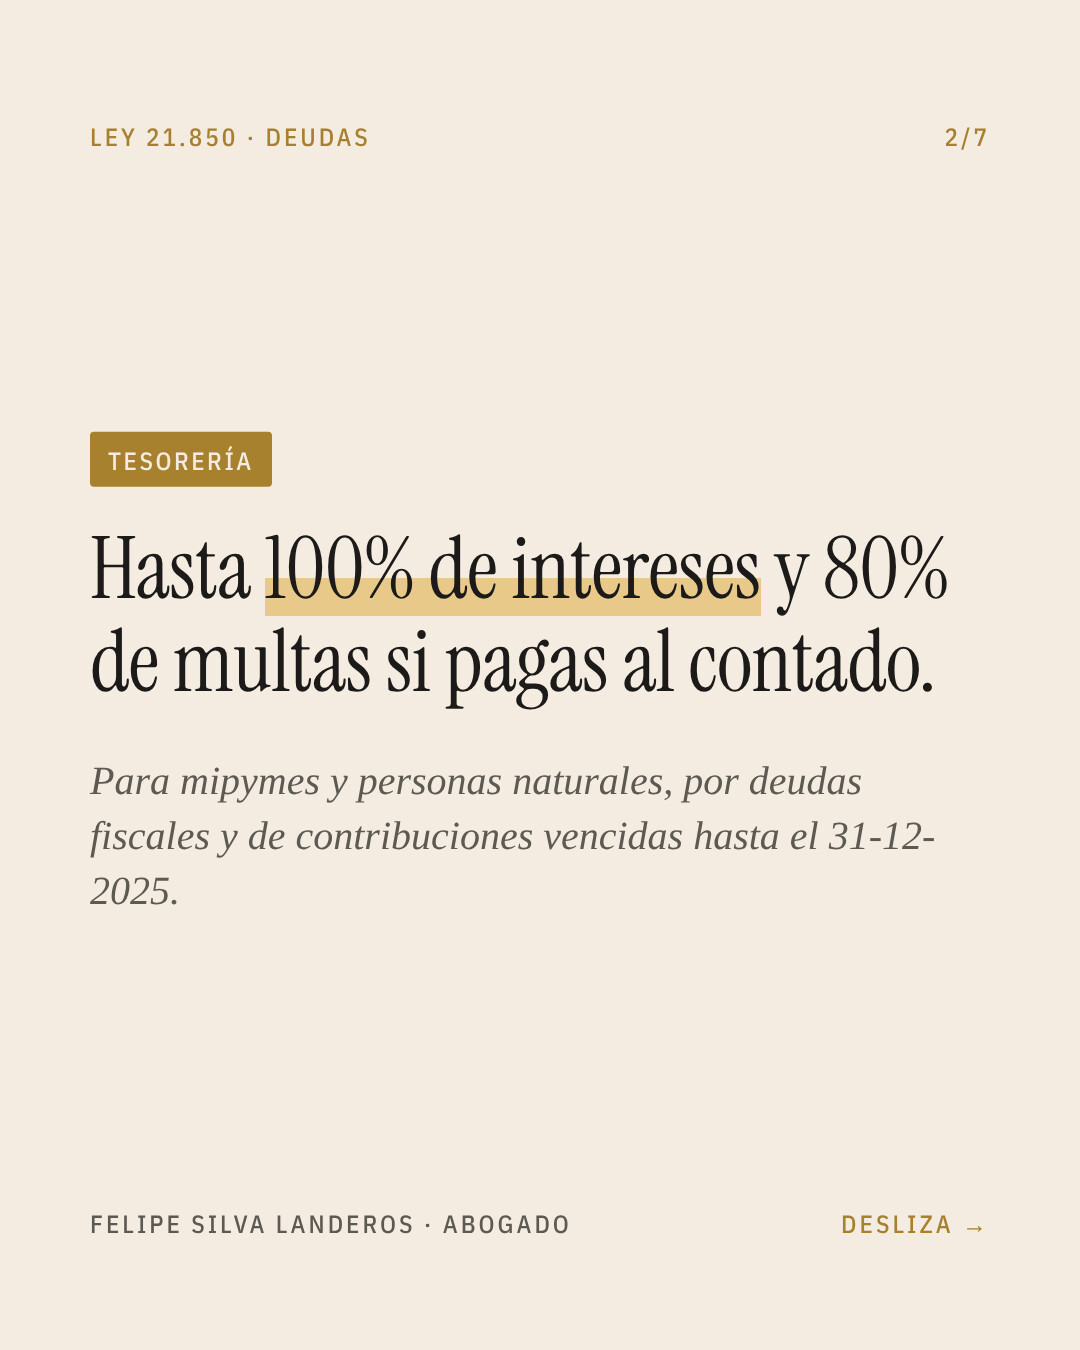 LEY 21.850 · DEUDAS
2/7
TESORERÍA
Hasta 100% de intereses y 80%
de multas si pagas al contado.
Para mipymes y personas naturales, por deudas
fiscales y de contribuciones vencidas hasta el 31-12-
2025.
FELIPE SILVA LANDEROS · ABOGADO
DESLIZA →